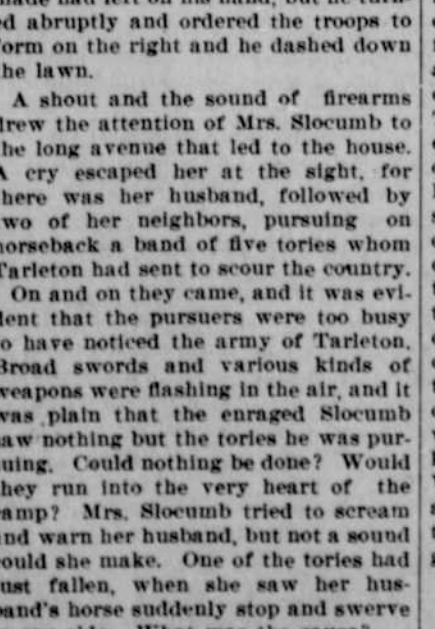 ed abruptly and ordered the troops to
form on the right and he dashed down
the lawn.
A shout and the sound of firearms
drew the attention of Mrs. Slocumb to
the long avenue that led to the house.
A cry escaped her at the sight, for
there was her husband, followed by
two of her neighbors, pursuing on
horseback a band of five tories whom
Tarleton had sent to scour the country.
On and on they came, and it was evi-
dent that the pursuers were too busy
to have noticed the army of Tarleton.
Broad swords and various kinds of
weapons were flashing in the air, and it
was plain that the enraged Slocumb
saw nothing but the tories he was pur-
suing. Could nothing be done? Would
they run into the very heart of the
camp? Mrs. Slocumb tried to scream
and warn her husband, but not a sound
could she make. One of the tories had
just fallen, when she saw her hus-
band's horse suddenly stop and swerve